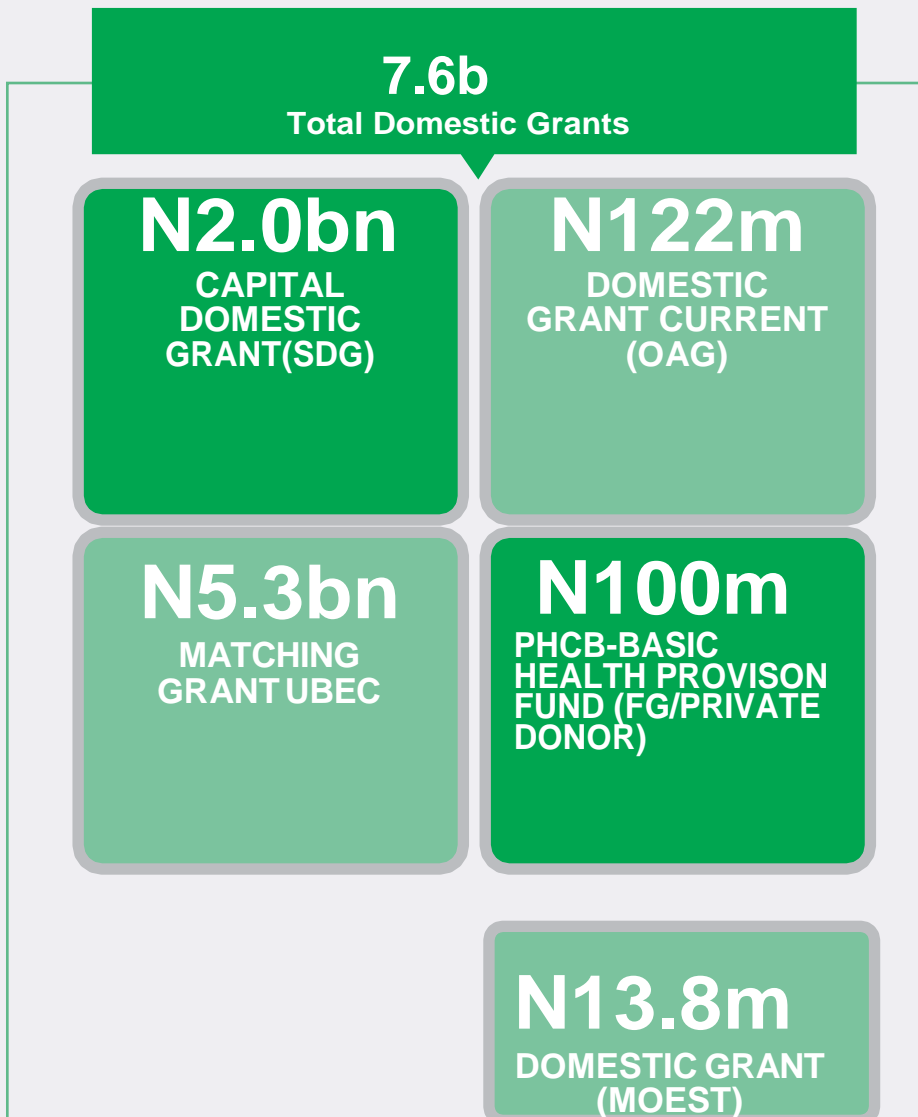 7.6b
Total Domestic Grants
N2.0bn
CAPITAL
DOMESTIC
GRANT(SDG)
N122m
DOMESTIC
GRANT CURRENT
(OAG)
N5.3bn
MATCHING
GRANT UBEC
N100m
PHCB-BASIC
HEALTH PROVISON
FUND (FG/PRIVATE
DONOR)
N13.8m
DOMESTIC GRANT
(MOEST)